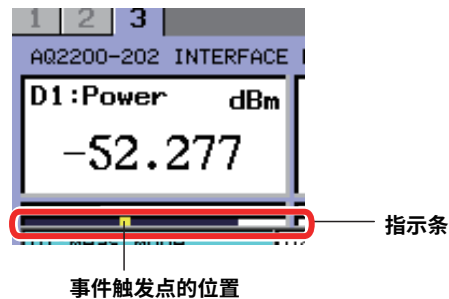 1 2 3
AQ2200-202 INTERFACE
D1:Power dBm
-52.277
指示条
事件触发点的位置